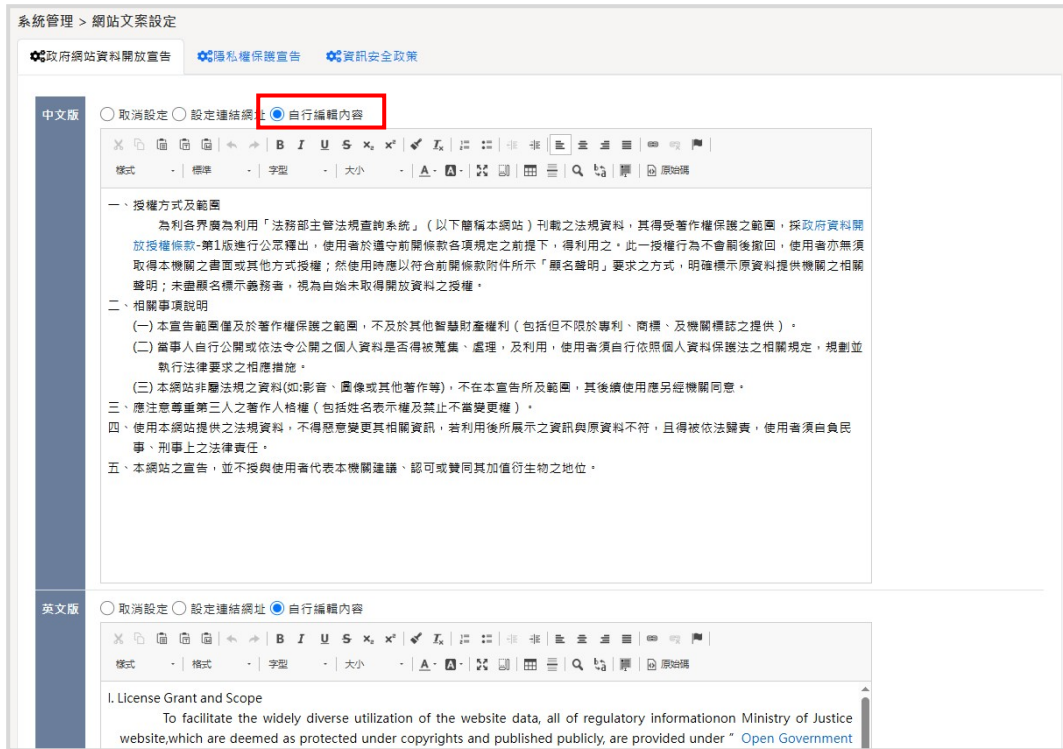 系統管理 > 網站文案設定
政府網站資料開放宣告 隱私權保護宣告 資訊安全政策
中文版 取消設定 設定連結網址 自行編輯內容
B I U S x₂ x² Tx
樣式 標準 字型 大小 A A 原始碼
一、授權方式及範圍
為利各界廣為利用「法務部主管法規查詢系統」（以下簡稱本網站）刊載之法規資料，其得受著作權保護之範圍，採政府資料開
放授權條款-第1版進行公眾釋出，使用者於遵守前開條款各項規定之前提下，得利用之。此一授權行為不會嗣後撤回，使用者亦無須
取得本機關之書面或其他方式授權；然使用時應以符合前開條款附件所示「顯名聲明」要求之方式，明確標示原資料提供機關之相關
聲明；未盡顯名標示義務者，視為自始未取得開放資料之授權。
二、相關事項說明
(一) 本宣告範圍僅及於著作權保護之範圍，不及於其他智慧財產權利（包括但不限於專利、商標、及機關標誌之提供）。
(二) 當事人自行公開或依法令公開之個人資料是否得被蒐集、處理，及利用，使用者須自行依照個人資料保護法之相關規定，規劃並
執行法律要求之相應措施。
(三) 本網站非屬法規之資料(如:影音、圖像或其他著作等)，不在本宣告所及範圍，其後續使用應另經機關同意。
三、應注意尊重第三人之著作人格權（包括姓名表示權及禁止不當變更權）。
四、使用本網站提供之法規資料，不得惡意變更其相關資訊，若利用後所展示之資訊與原資料不符，且得被依法歸責，使用者須自負民
事、刑事上之法律責任。
五、本網站之宣告，並不授與使用者代表本機關建議、認可或贊同其加值衍生物之地位。
英文版 取消設定 設定連結網址 自行編輯內容
B I U S x₂ x² Tx
樣式 格式 字型 大小 A A 原始碼
I. License Grant and Scope
To facilitate the widely diverse utilization of the website data, all of regulatory informationon Ministry of Justice
website,which are deemed as protected under copyrights and published publicly, are provided under " Open Government